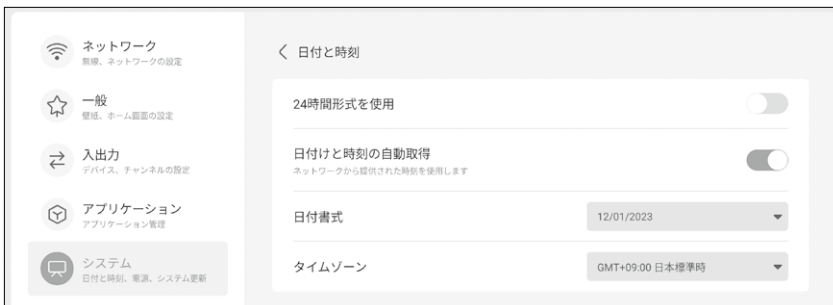 ネットワーク
無線、ネットワークの設定
一般
壁紙、ホーム画面の設定
入出力
デバイス、チャンネルの設定
アプリケーション
アプリケーション管理
システム
日付と時刻、電源、システム更新
日付と時刻
24時間形式を使用
日付けと時刻の自動取得
ネットワークから提供された時刻を使用します
日付書式
12/01/2023
タイムゾーン
GMT+09:00 日本標準時